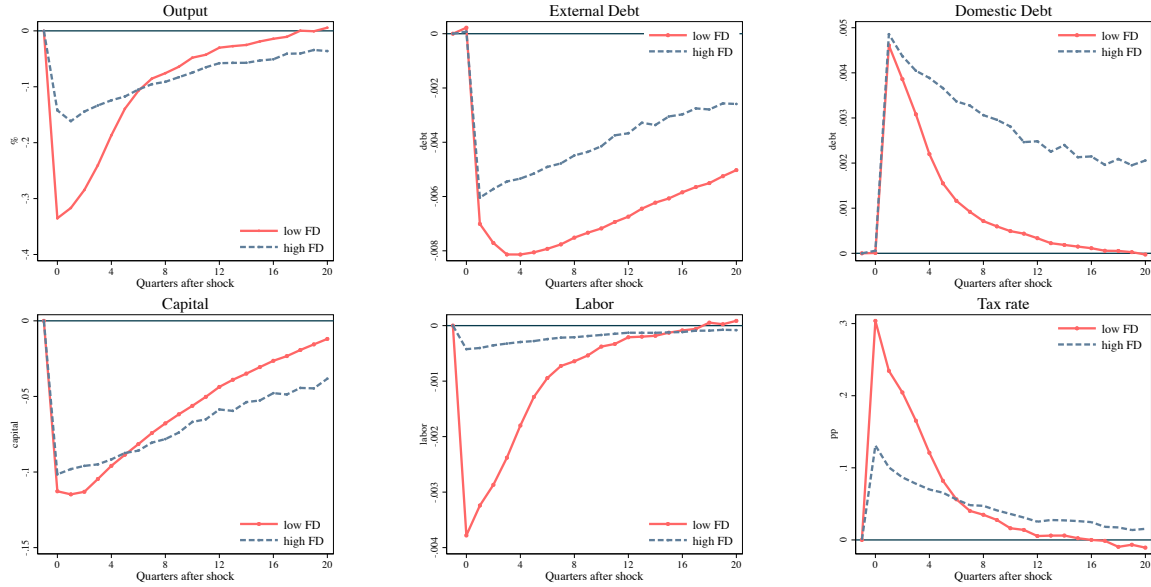 Output
0
-.1
-.2
-.3
-.4
%
low FD
high FD
0 4 8 12 16 20
Quarters after shock
External Debt
0
-.002
-.004
-.006
-.008
debt
low FD
high FD
0 4 8 12 16 20
Quarters after shock
Domestic Debt
.005
.004
.003
.002
.001
0
debt
low FD
high FD
0 4 8 12 16 20
Quarters after shock
Capital
0
-.05
-.1
-.15
capital
low FD
high FD
0 4 8 12 16 20
Quarters after shock
Labor
0
-.001
-.002
-.003
-.004
labor
low FD
high FD
0 4 8 12 16 20
Quarters after shock
Tax rate
.3
.2
.1
0
pp
low FD
high FD
0 4 8 12 16 20
Quarters after shock